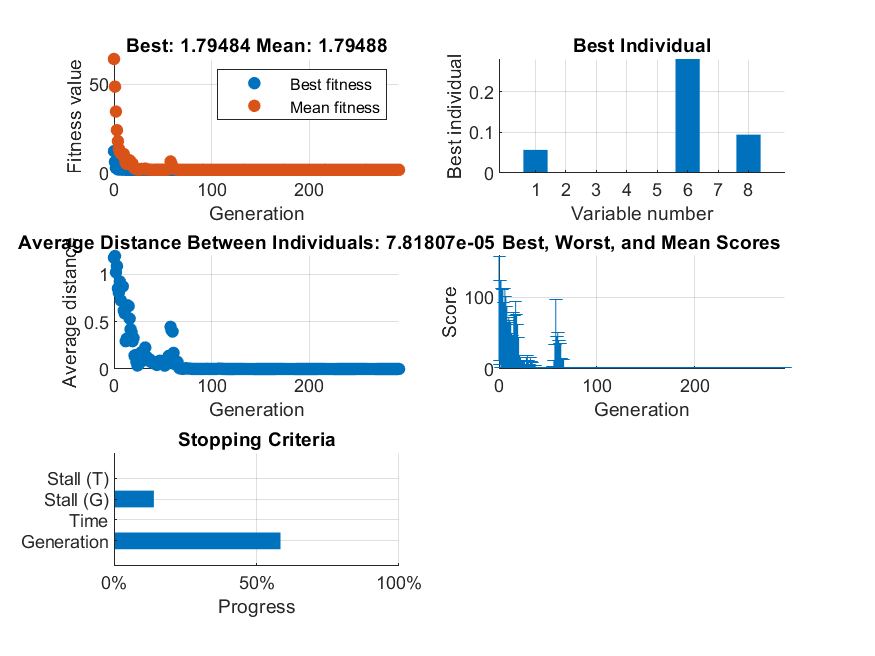 Best: 1.79484 Mean: 1.79488
Fitness value
50
0
0 100 200
Generation
Best fitness
Mean fitness
Best Individual
Best individual
0.2
0.1
0
1 2 3 4 5 6 7 8
Variable number
Average Distance Between Individuals: 7.81807e-05
Average distance
1
0.5
0
0 100 200
Generation
Best, Worst, and Mean Scores
Score
100
0
0 100 200
Generation
Stopping Criteria
Stall (T)
Stall (G)
Time
Generation
0% 50% 100%
Progress